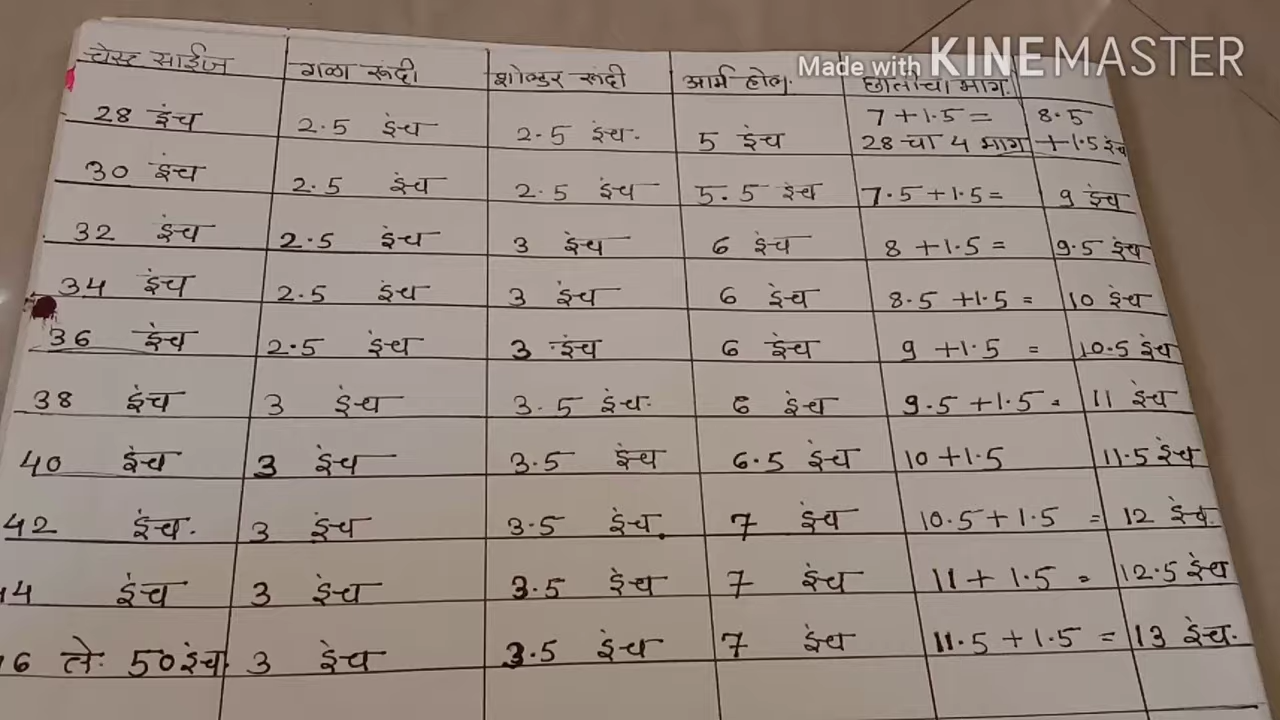 Made with KINEMASTER
चेस्ट साईज गळा रूंदी शोल्डर रूंदी आर्म होल. छातीचा भाग.
28 इंच 2.5 इंच 2.5 इंच. 5 इंच 7 + 1.5 = 8.5
28 चा 4 भाग + 1.5 इंच
30 इंच 2.5 इंच 2.5 इंच 5.5 इंच 7.5 + 1.5 = 9 इंच
32 इंच 2.5 इंच 3 इंच 6 इंच 8 + 1.5 = 9.5 इंच
34 इंच 2.5 इंच 3 इंच 6 इंच 8.5 + 1.5 = 10 इंच
36 इंच 2.5 इंच 3 इंच 6 इंच 9 + 1.5 = 10.5 इंच
38 इंच 3 इंच 3.5 इंच. 6 इंच 9.5 + 1.5 = 11 इंच
40 इंच 3 इंच 3.5 इंच 6.5 इंच 10 + 1.5 11.5 इंच
42 इंच. 3 इंच 3.5 इंच. 7 इंच 10.5 + 1.5 = 12 इंच.
4 इंच 3 इंच 3.5 इंच 7 इंच 11 + 1.5 = 12.5 इंच
6 ते 50 इंच 3 इंच 3.5 इंच 7 इंच 11.5 + 1.5 = 13 इंच.